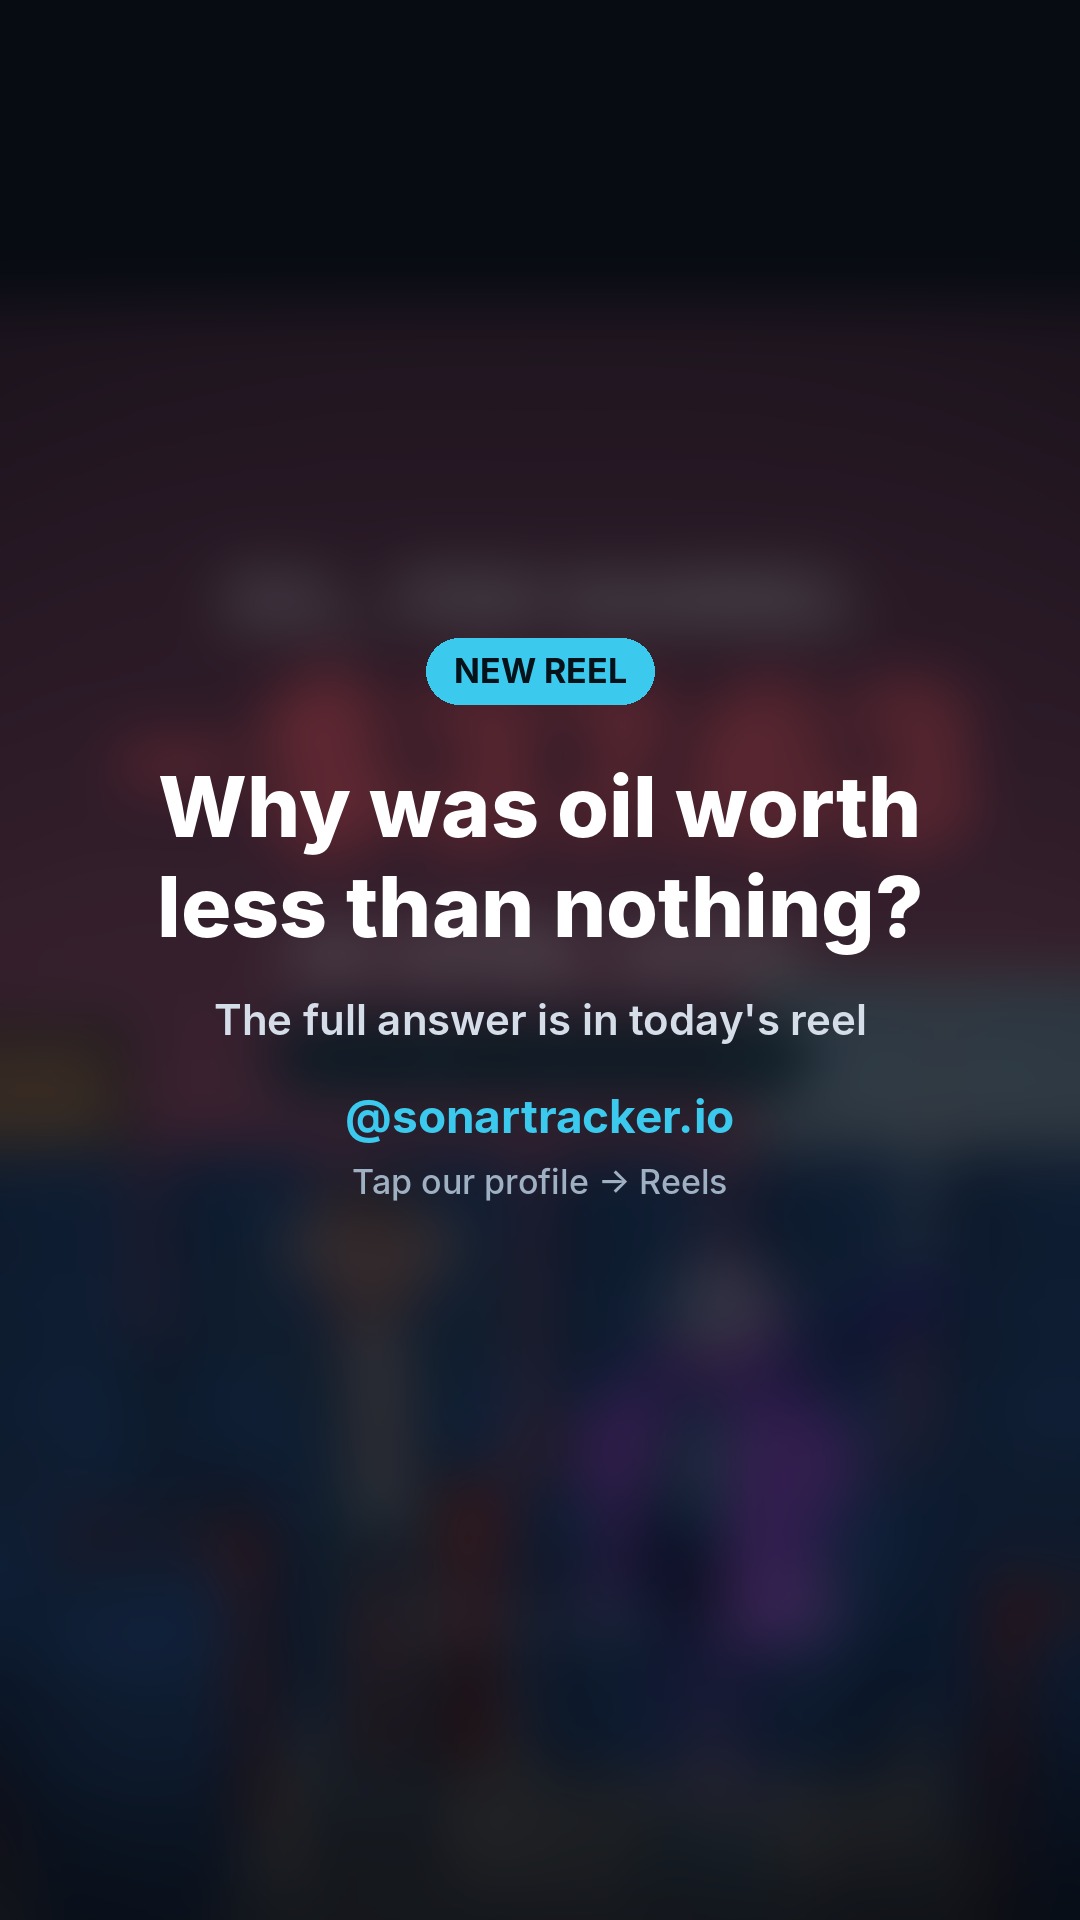 NEW REEL
Why was oil worth
less than nothing?
The full answer is in today's reel
@sonartracker.io
Tap our profile → Reels